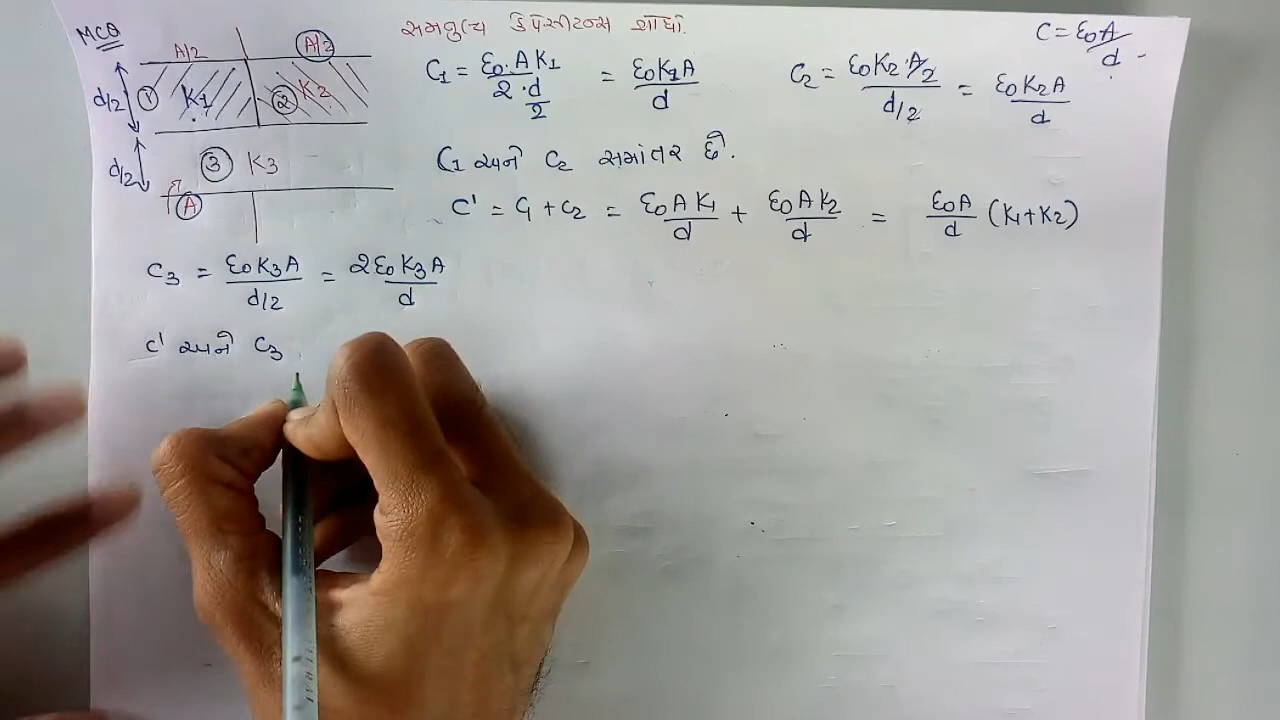 MCQ
સમતુલ્ય કેપેસીટન્સ શોધો.
C = ε0A/d
A/2 A/2
d/2 ① K1 ② K2
d/2 ③ K3
A
C1 = ε0·A K1/2·d/2 = ε0K1A/d
C2 = ε0K2·A/2/d/2 = ε0K2A/d
C1 અને C2 સમાંતર છે.
C' = C1 + C2 = ε0AK1/d + ε0AK2/d = ε0A/d (K1+K2)
C3 = ε0K3A/d/2 = 2ε0K3A/d
C' અને C3